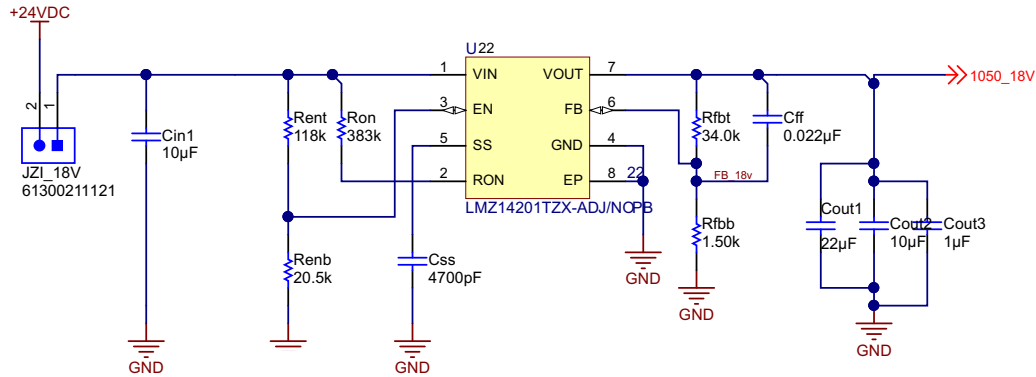 +24VDC
2
1
JZI_18V
61300211121
Cin1
10µF
GND
Rent
118k
Ron
383k
Renb
20.5k
Css
4700pF
GND
U22
1
VIN
3
EN
5
SS
2
RON
VOUT
7
FB
6
GND
4
EP
8
22
LMZ14201TZX-ADJ/NOPB
GND
Rfbt
34.0k
Cff
0.022µF
FB_18v
Rfbb
1.50k
GND
1050_18V
Cout1
22µF
Cout2
10µF
Cout3
1µF
GND